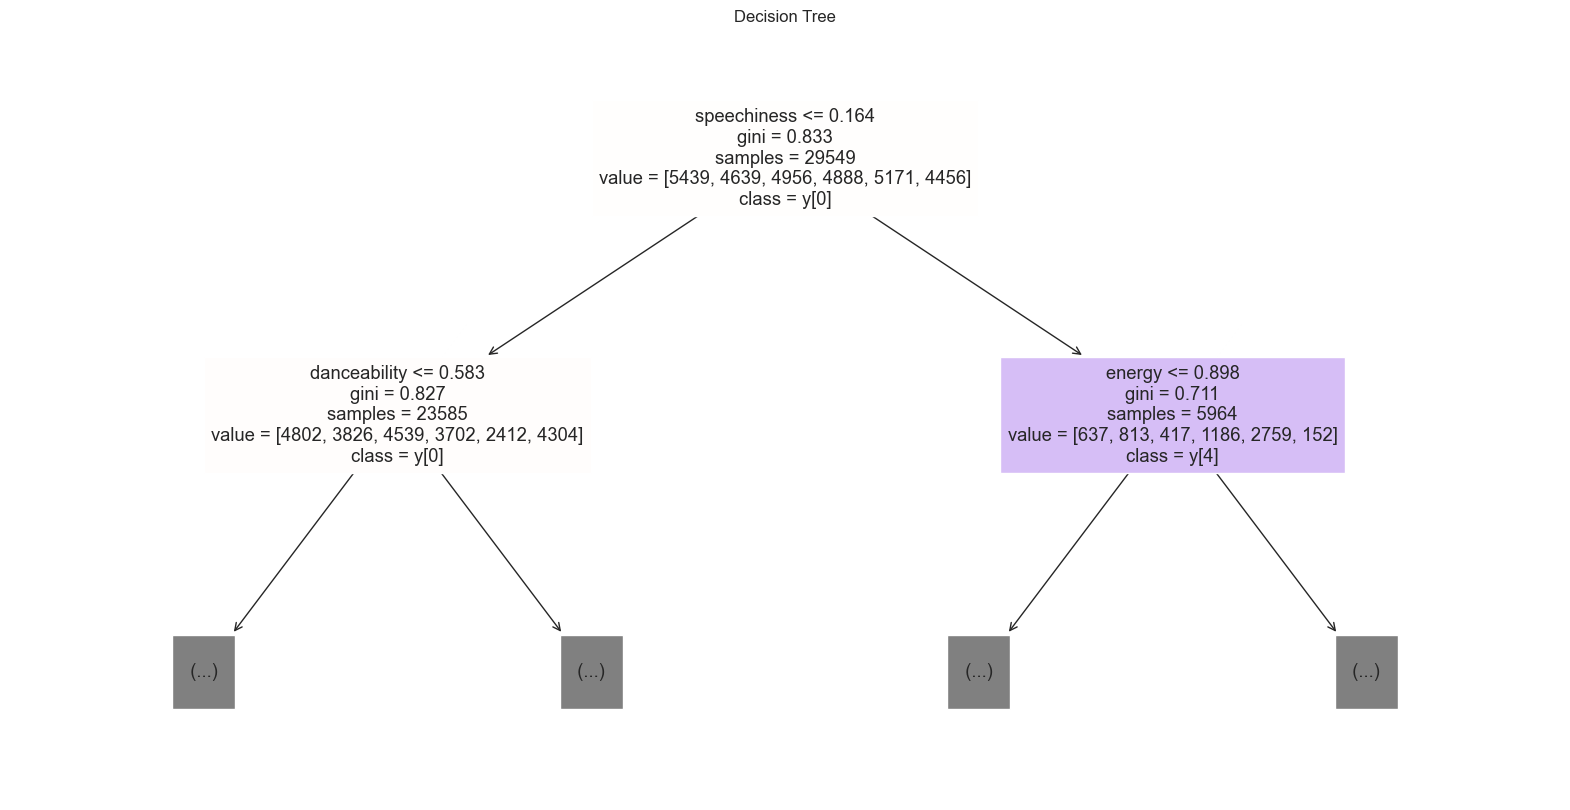 Decision Tree
speechiness <= 0.164
gini = 0.833
samples = 29549
value = [5439, 4639, 4956, 4888, 5171, 4456]
class = y[0]
danceability <= 0.583
gini = 0.827
samples = 23585
value = [4802, 3826, 4539, 3702, 2412, 4304]
class = y[0]
energy <= 0.898
gini = 0.711
samples = 5964
value = [637, 813, 417, 1186, 2759, 152]
class = y[4]
(...)
(...)
(...)
(...)